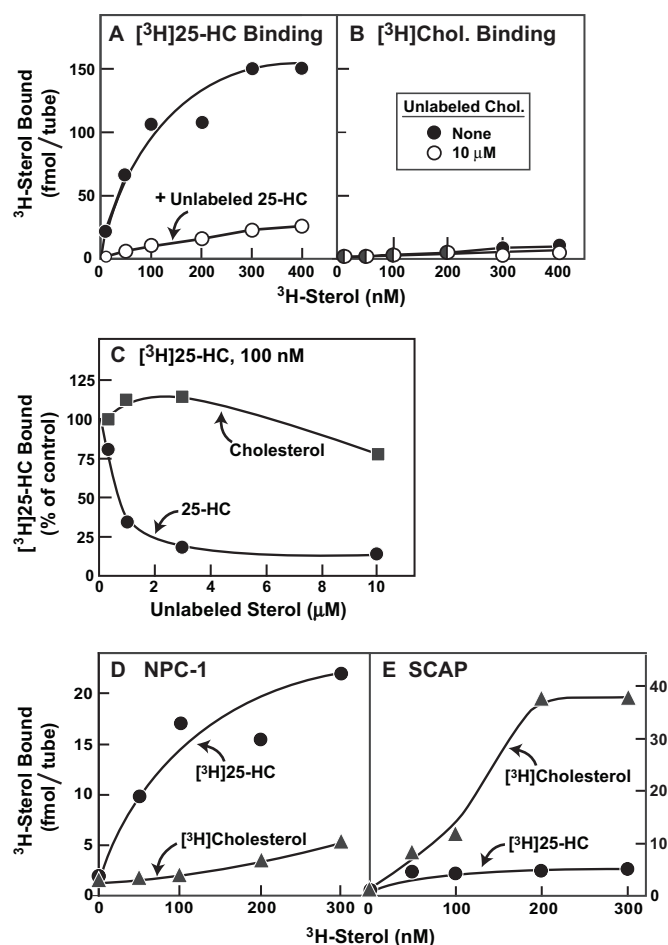 A [³H]25-HC Binding
B [³H]Chol. Binding
³H-Sterol Bound
(fmol/tube)
150
100
50
0
+ Unlabeled 25-HC
Unlabeled Chol.
None
10 μM
0 100 200 300 400
0 100 200 300 400
³H-Sterol (nM)
C [³H]25-HC, 100 nM
[³H]25-HC Bound
(% of control)
125
100
75
50
25
0
Cholesterol
25-HC
0 2 4 6 8 10
Unlabeled Sterol (μM)
D NPC-1
E SCAP
³H-Sterol Bound
(fmol/tube)
20
15
10
5
0
[³H]25-HC
[³H]Cholesterol
[³H]Cholesterol
[³H]25-HC
40
30
20
10
0
0 100 200 300
0 100 200 300
³H-Sterol (nM)